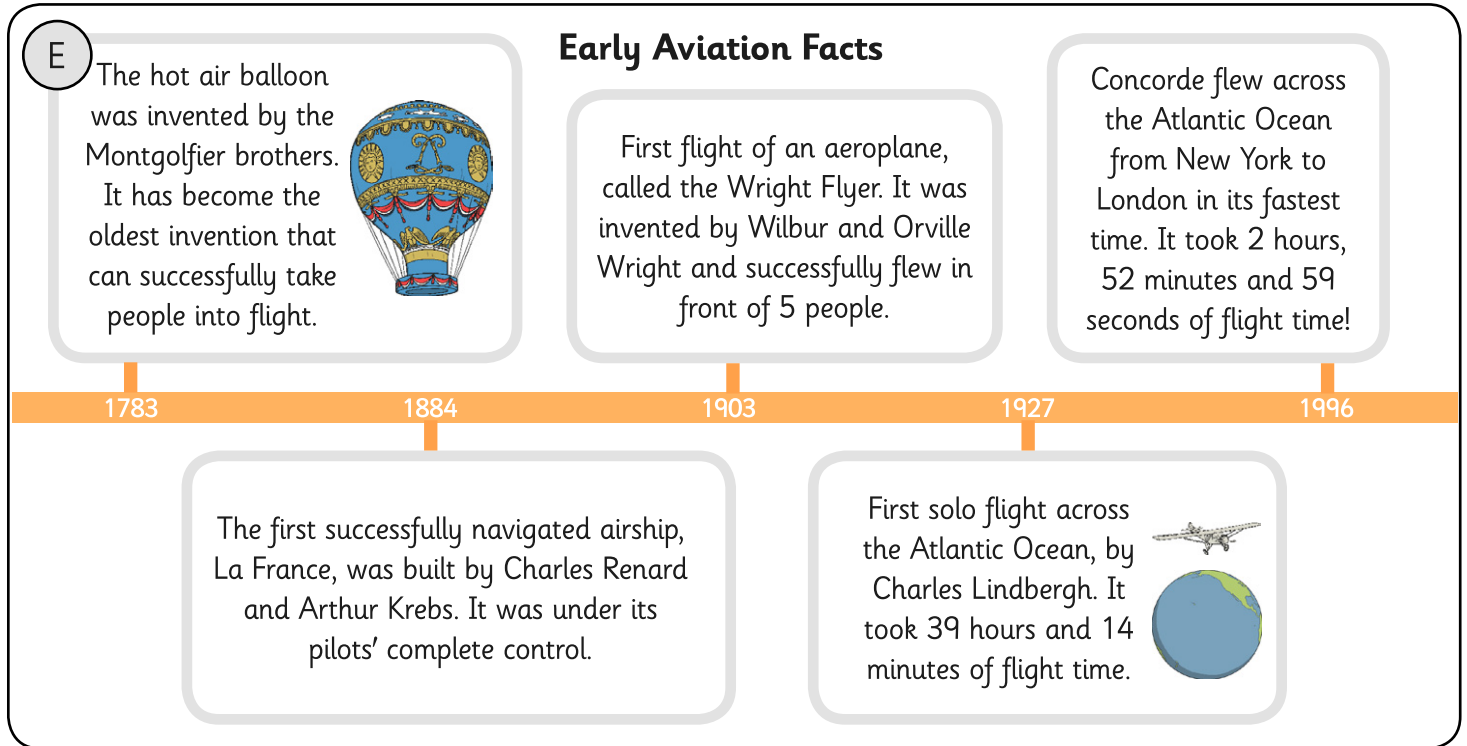 E
Early Aviation Facts
The hot air balloon
was invented by the
Montgolfier brothers.
It has become the
oldest invention that
can successfully take
people into flight.
First flight of an aeroplane,
called the Wright Flyer. It was
invented by Wilbur and Orville
Wright and successfully flew in
front of 5 people.
Concorde flew across
the Atlantic Ocean
from New York to
London in its fastest
time. It took 2 hours,
52 minutes and 59
seconds of flight time!
1783
1884
1903
1927
1996
The first successfully navigated airship,
La France, was built by Charles Renard
and Arthur Krebs. It was under its
pilots’ complete control.
First solo flight across
the Atlantic Ocean, by
Charles Lindbergh. It
took 39 hours and 14
minutes of flight time.